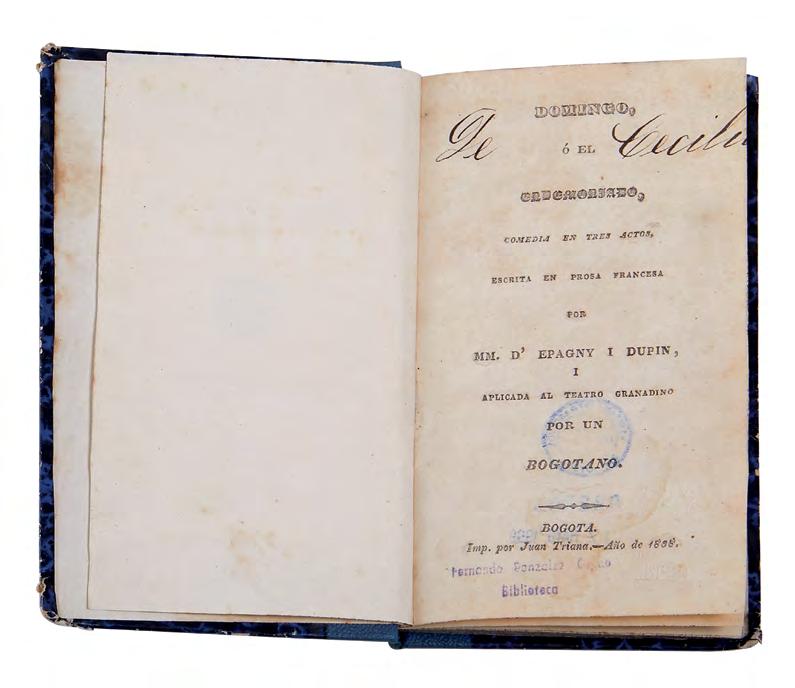 DOMINGO,
De ó EL
ENDEMONIADO,
COMEDIA EN TRES ACTOS,
ESCRITA EN PROSA FRANCESA
POR
MM. D' EPAGNY I DUPIN,
I
APLICADA AL TEATRO GRANADINO
POR UN
BOGOTANO.
BOGOTA.
Imp. por Juan Triana.—Año de 1838.
Fernando Gonzalez
Biblioteca